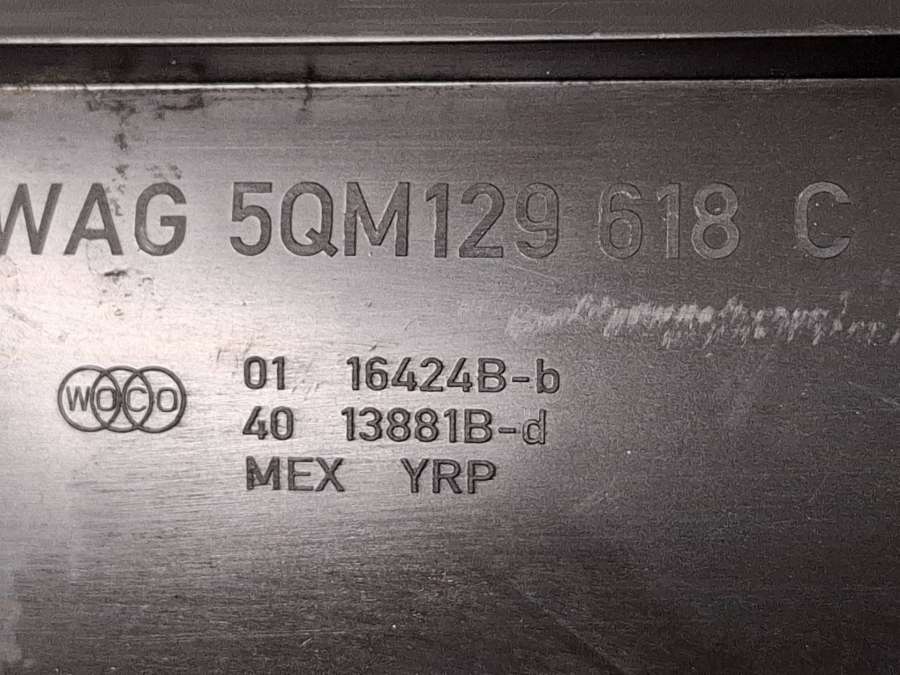 WAG 5QM129 618 C
WOCO
01 16424B-b
40 13881B-d
MEX YRP